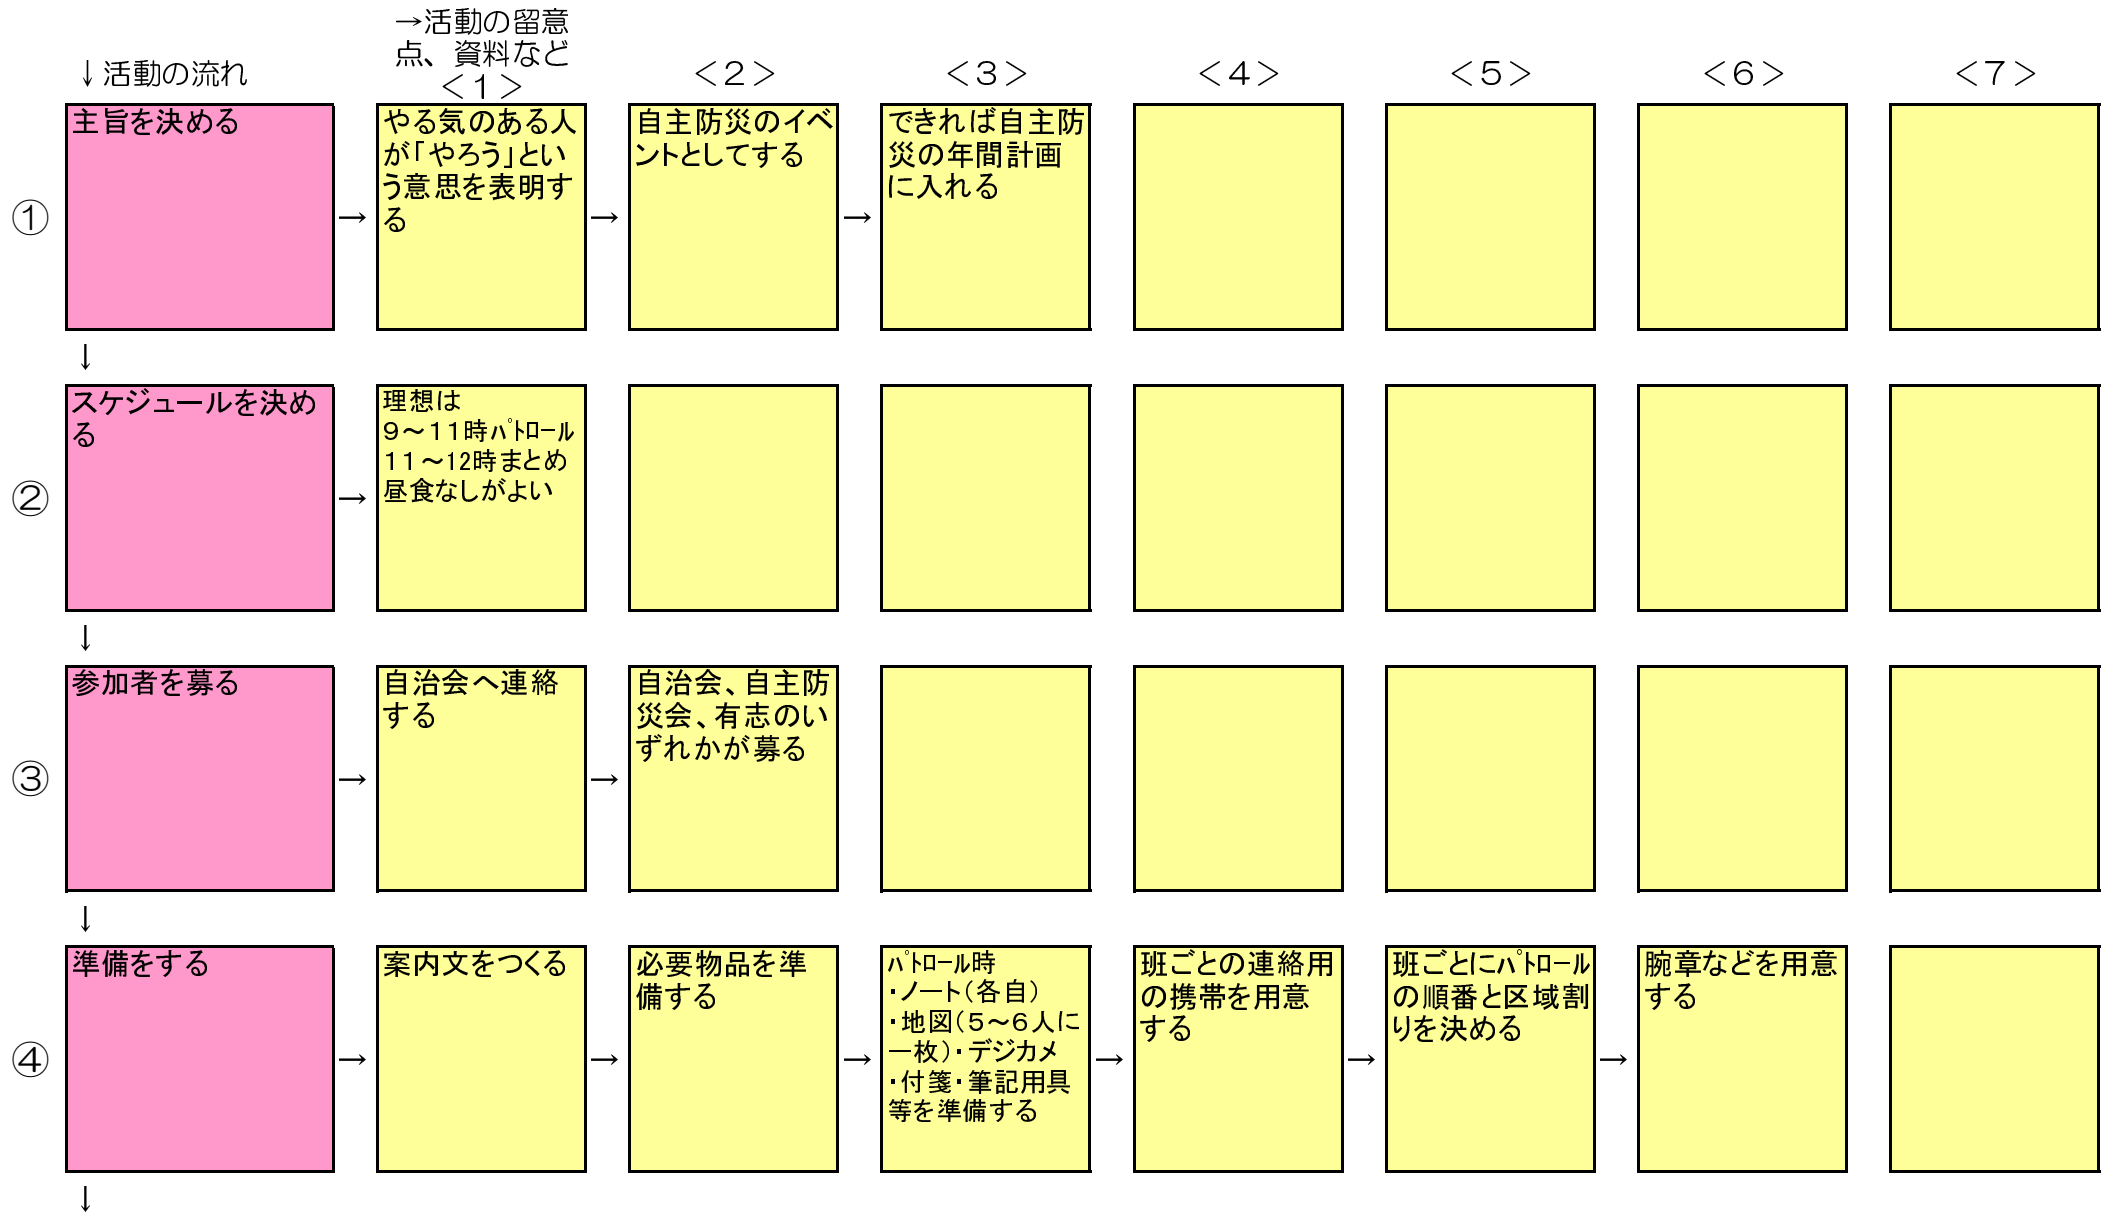 →活動の留意
点、資料など
↓活動の流れ
＜1＞
＜2＞
＜3＞
＜4＞
＜5＞
＜6＞
＜7＞
①
主旨を決める
→
やる気のある人
が「やろう」とい
う意思を表明す
る
→
自主防災のイベ
ントとしてする
→
できれば自主防
災の年間計画
に入れる
↓
②
スケジュールを決め
る
→
理想は
９～１１時ﾊﾟﾄﾛｰﾙ
１１～12時まとめ
昼食なしがよい
↓
③
参加者を募る
→
自治会へ連絡
する
→
自治会、自主防
災会、有志のい
ずれかが募る
↓
④
準備をする
→
案内文をつくる
→
必要物品を準
備する
→
ﾊﾟﾄﾛｰﾙ時
・ノート（各自）
・地図（５～６人に
一枚）・デジカメ
・付箋・筆記用具
等を準備する
→
班ごとの連絡用
の携帯を用意
する
→
班ごとにﾊﾟﾄﾛｰﾙ
の順番と区域割
りを決める
→
腕章などを用意
する
↓